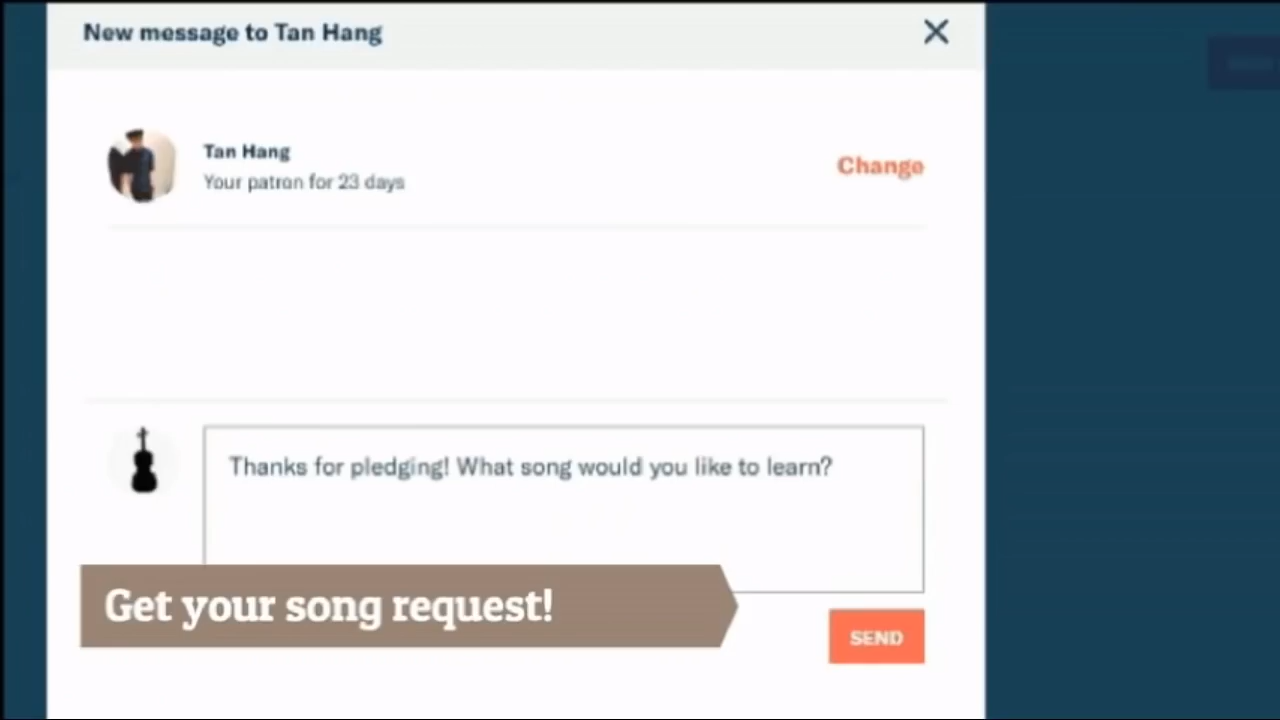 New message to Tan Hang
Tan Hang
Your patron for 23 days
Change
Thanks for pledging! What song would you like to learn?
Get your song request!
SEND